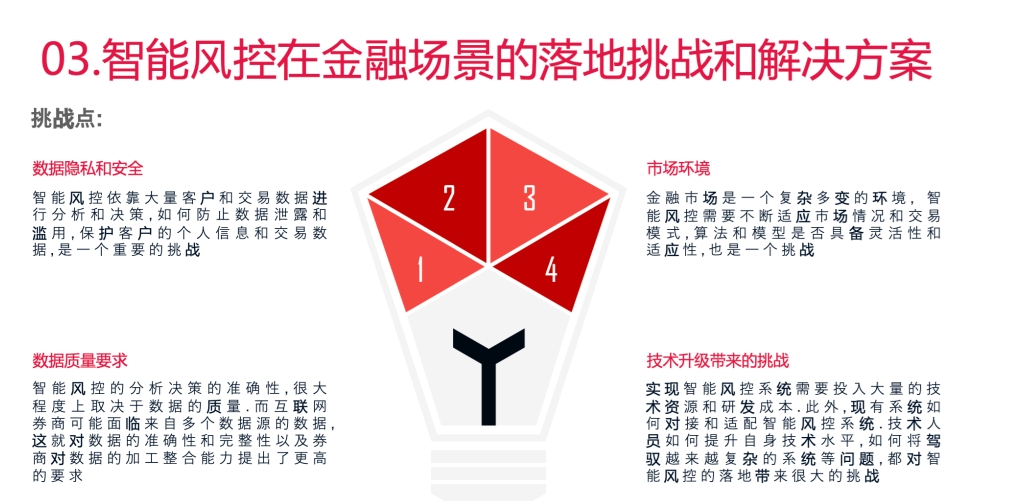 03.智能风控在金融场景的落地挑战和解决方案
挑战点:
数据隐私和安全
智能风控依靠大量客户和交易数据进
行分析和决策,如何防止数据泄露和
滥用,保护客户的个人信息和交易数
据,是一个重要的挑战
数据质量要求
智能风控的分析决策的准确性,很大
程度上取决于数据的质量.而互联网
券商可能面临来自多个数据源的数据,
这就对数据的准确性和完整性以及券
商对数据的加工整合能力提出了更高
的要求
2
3
1
4
市场环境
金融市场是一个复杂多变的环境, 智
能风控需要不断适应市场情况和交易
模式,算法和模型是否具备灵活性和
适应性,也是一个挑战
技术升级带来的挑战
实现智能风控系统需要投入大量的技
术资源和研发成本.此外,现有系统如
何对接和适配智能风控系统.技术人
员如何提升自身技术水平,如何将驾
驭越来越复杂的系统等问题,都对智
能风控的落地带来很大的挑战